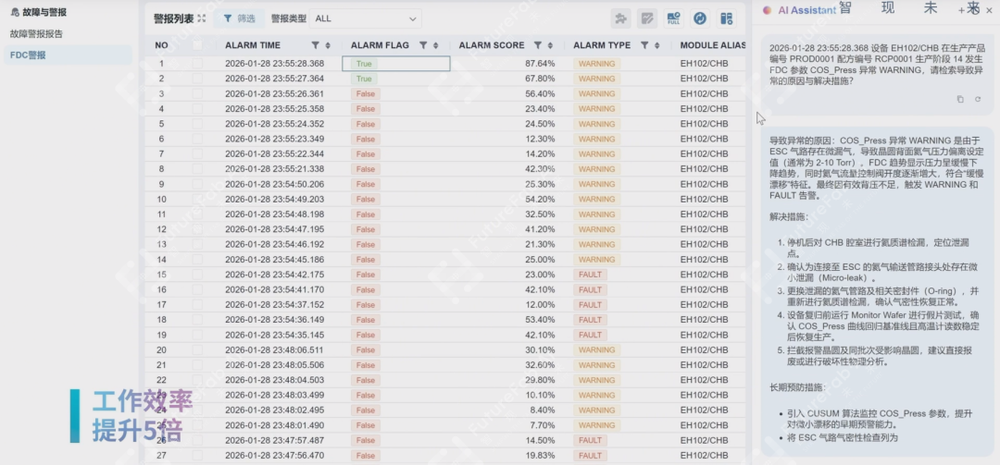 故障与警报
故障警报报告
FDC警报
警报列表 筛选 警报类型 ALL
FULL
NO ALARM TIME ALARM FLAG ALARM SCORE ALARM TYPE MODULE ALIAS
1 2026-01-28 23:55:28.368 True 87.64% WARNING EH102/CHB
2 2026-01-28 23:55:27.364 True 67.80% WARNING EH102/CHB
3 2026-01-28 23:55:26.361 False 56.40% WARNING EH102/CHB
4 2026-01-28 23:55:25.358 False 23.40% WARNING EH102/CHB
5 2026-01-28 23:55:24.352 False 24.50% WARNING EH102/CHB
6 2026-01-28 23:55:23.349 False 12.30% WARNING EH102/CHB
7 2026-01-28 23:55:22.344 False 14.20% WARNING EH102/CHB
8 2026-01-28 23:55:21.338 False 42.30% WARNING EH102/CHB
9 2026-01-28 23:54:50.206 False 25.30% WARNING EH102/CHB
10 2026-01-28 23:54:49.203 False 54.20% WARNING EH102/CHB
11 2026-01-28 23:54:48.198 False 32.50% WARNING EH102/CHB
12 2026-01-28 23:54:47.195 False 41.20% WARNING EH102/CHB
13 2026-01-28 23:54:46.192 False 21.30% WARNING EH102/CHB
14 2026-01-28 23:54:45.186 False 25.00% WARNING EH102/CHB
15 2026-01-28 23:54:42.175 False 23.00% FAULT EH102/CHB
16 2026-01-28 23:54:41.170 False 42.10% FAULT EH102/CHB
17 2026-01-28 23:54:37.152 False 12.00% FAULT EH102/CHB
18 2026-01-28 23:54:36.149 False 53.40% FAULT EH102/CHB
19 2026-01-28 23:54:35.145 False 42.10% FAULT EH102/CHB
20 2026-01-28 23:48:06.511 False 30.10% WARNING EH102/CHB
21 2026-01-28 23:48:05.506 False 32.60% WARNING EH102/CHB
22 2026-01-28 23:48:04.503 False 29.80% WARNING EH102/CHB
23 2026-01-28 23:48:03.499 False 10.10% WARNING EH102/CHB
24 2026-01-28 23:48:02.495 False 8.40% WARNING EH102/CHB
25 2026-01-28 23:48:01.490 False 7.70% WARNING EH102/CHB
26 2026-01-28 23:47:57.487 False 14.50% FAULT EH102/CHB
27 2026-01-28 23:47:56.470 False 19.83% FAULT EH102/CHB
工作效率
提升5倍
AI Assistant
智现未来
2026-01-28 23:55:28.368 设备 EH102/CHB 在生产产品
编号 PROD0001 配方编号 RCP0001 生产阶段 14 发生
FDC 参数 COS_Press 异常 WARNING，请检索导致异
常的原因与解决措施?
导致异常的原因：COS_Press 异常 WARNING 是由于
ESC 气路存在微漏气，导致晶圆背面氦气压力偏离设定
值（通常为 2-10 Torr），FDC 趋势显示压力呈缓慢下
降趋势，同时氦气流量控制阀开度逐渐增大，符合“缓慢
漂移”特征。最终因有效背压不足，触发 WARNING 和
FAULT 告警。
解决措施：
1. 停机后对 CHB 腔室进行氦质谱检漏，定位泄漏
点。
2. 确认为连接至 ESC 的氦气输送管路接头处存在微
小泄漏（Micro-leak）。
3. 更换泄漏的氦气管路及相关密封件（O-ring），并
重新进行氦质谱检漏，确认气密性恢复正常。
4. 设备复归前运行 Monitor Wafer 进行假片测试，确
认 COS_Press 曲线回归基准线且高温计读数稳定
后恢复生产。
5. 拦截报警晶圆及同批次受影响晶圆，建议直接报
废或进行破坏性物理分析。
长期预防措施：
• 引入 CUSUM 算法监控 COS_Press 参数，提升
对微小漂移的早期预警能力。
• 将 ESC 气路气密性检查列为